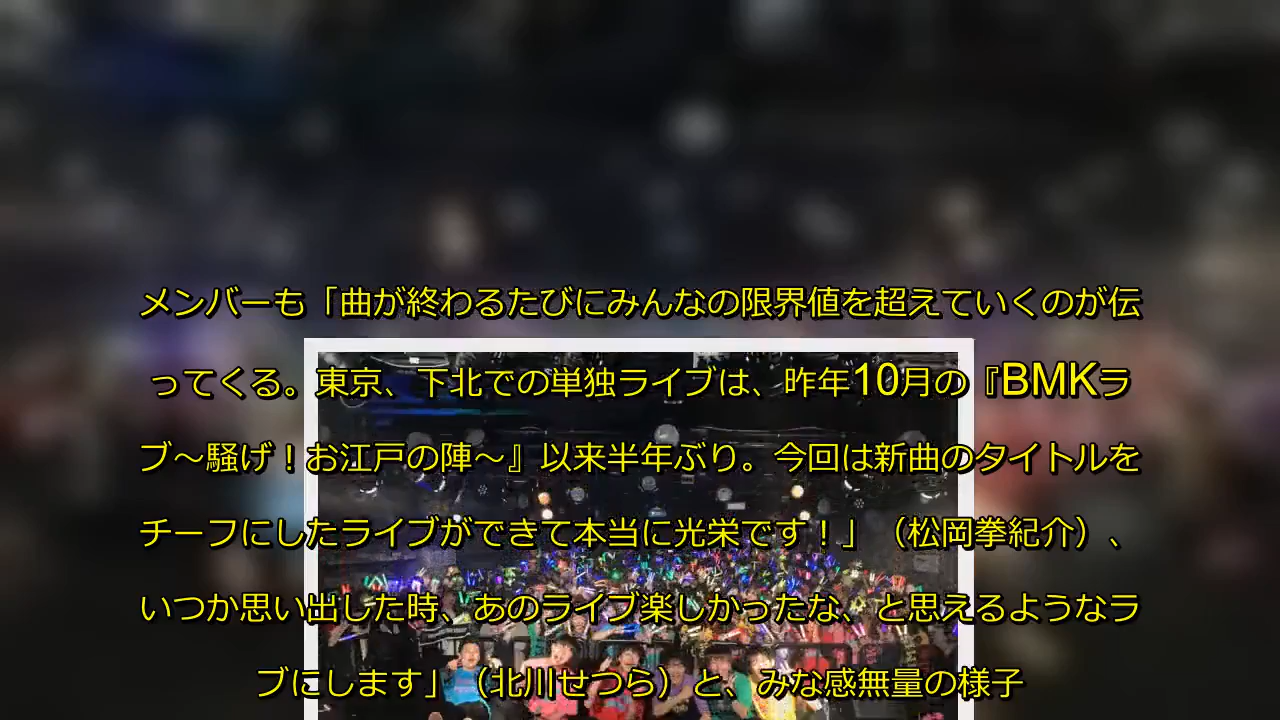 メンバーも「曲が終わるたびにみんなの限界値を超えていくのが伝
ってくる。東京、下北での単独ライブは、昨年10月の『BMKラ
ブ～騒げ！お江戸の陣～』以来半年ぶり。今回は新曲のタイトルを
チーフにしたライブができて本当に光栄です！」（松岡拳紀介）、
いつか思い出した時、あのライブ楽しかったな、と思えるようなラ
ブにします」（北川せつら）と、みな感無量の様子